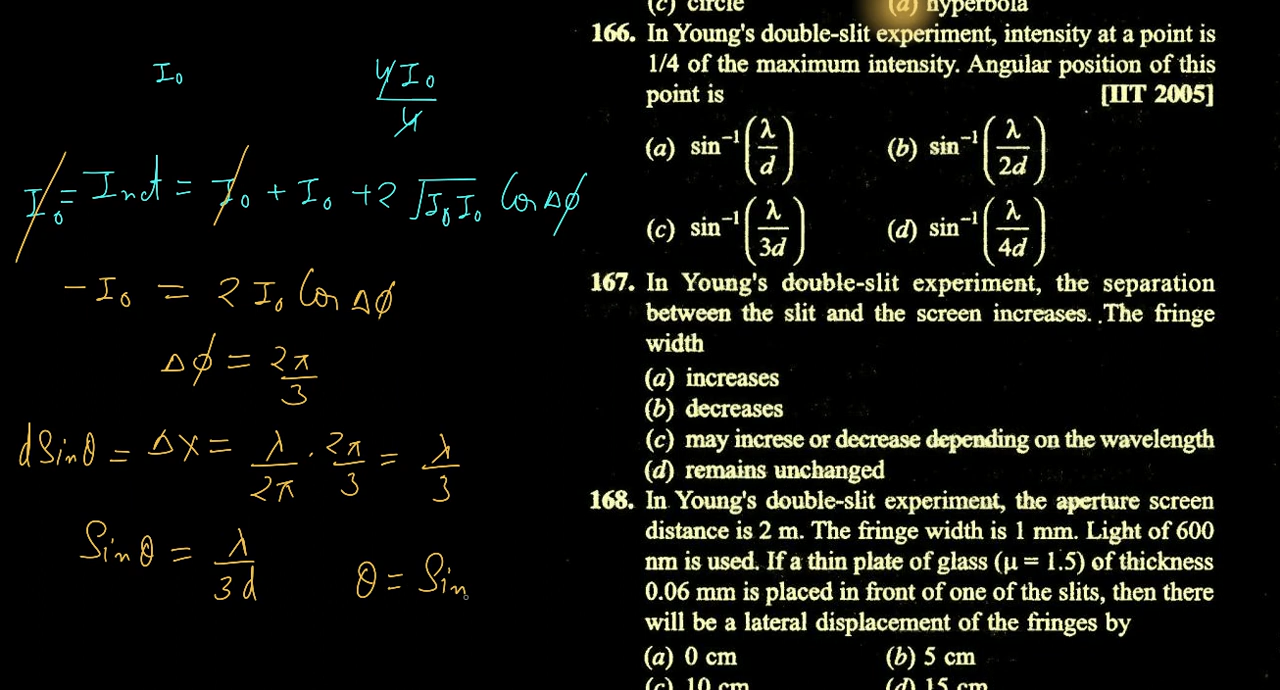 I₀ 4I₀/4
I₀ = Inet = I₀ + I₀ + 2 √I₀I₀ Cos Δϕ
-I₀ = 2 I₀ Cos Δϕ
Δϕ = 2π/3
dSinθ = Δx = λ/2π · 2π/3 = λ/3
Sinθ = λ/3d θ = Sin
(c) circle (d) hyperbola
166. In Young's double-slit experiment, intensity at a point is
1/4 of the maximum intensity. Angular position of this
point is [IIT 2005]
(a) sin⁻¹(λ/d) (b) sin⁻¹(λ/2d)
(c) sin⁻¹(λ/3d) (d) sin⁻¹(λ/4d)
167. In Young's double-slit experiment, the separation
between the slit and the screen increases. .The fringe
width
(a) increases
(b) decreases
(c) may increse or decrease depending on the wavelength
(d) remains unchanged
168. In Young's double-slit experiment, the aperture screen
distance is 2 m. The fringe width is 1 mm. Light of 600
nm is used. If a thin plate of glass (μ = 1.5) of thickness
0.06 mm is placed in front of one of the slits, then there
will be a lateral displacement of the fringes by
(a) 0 cm (b) 5 cm
(c) 10 cm (d) 15 cm